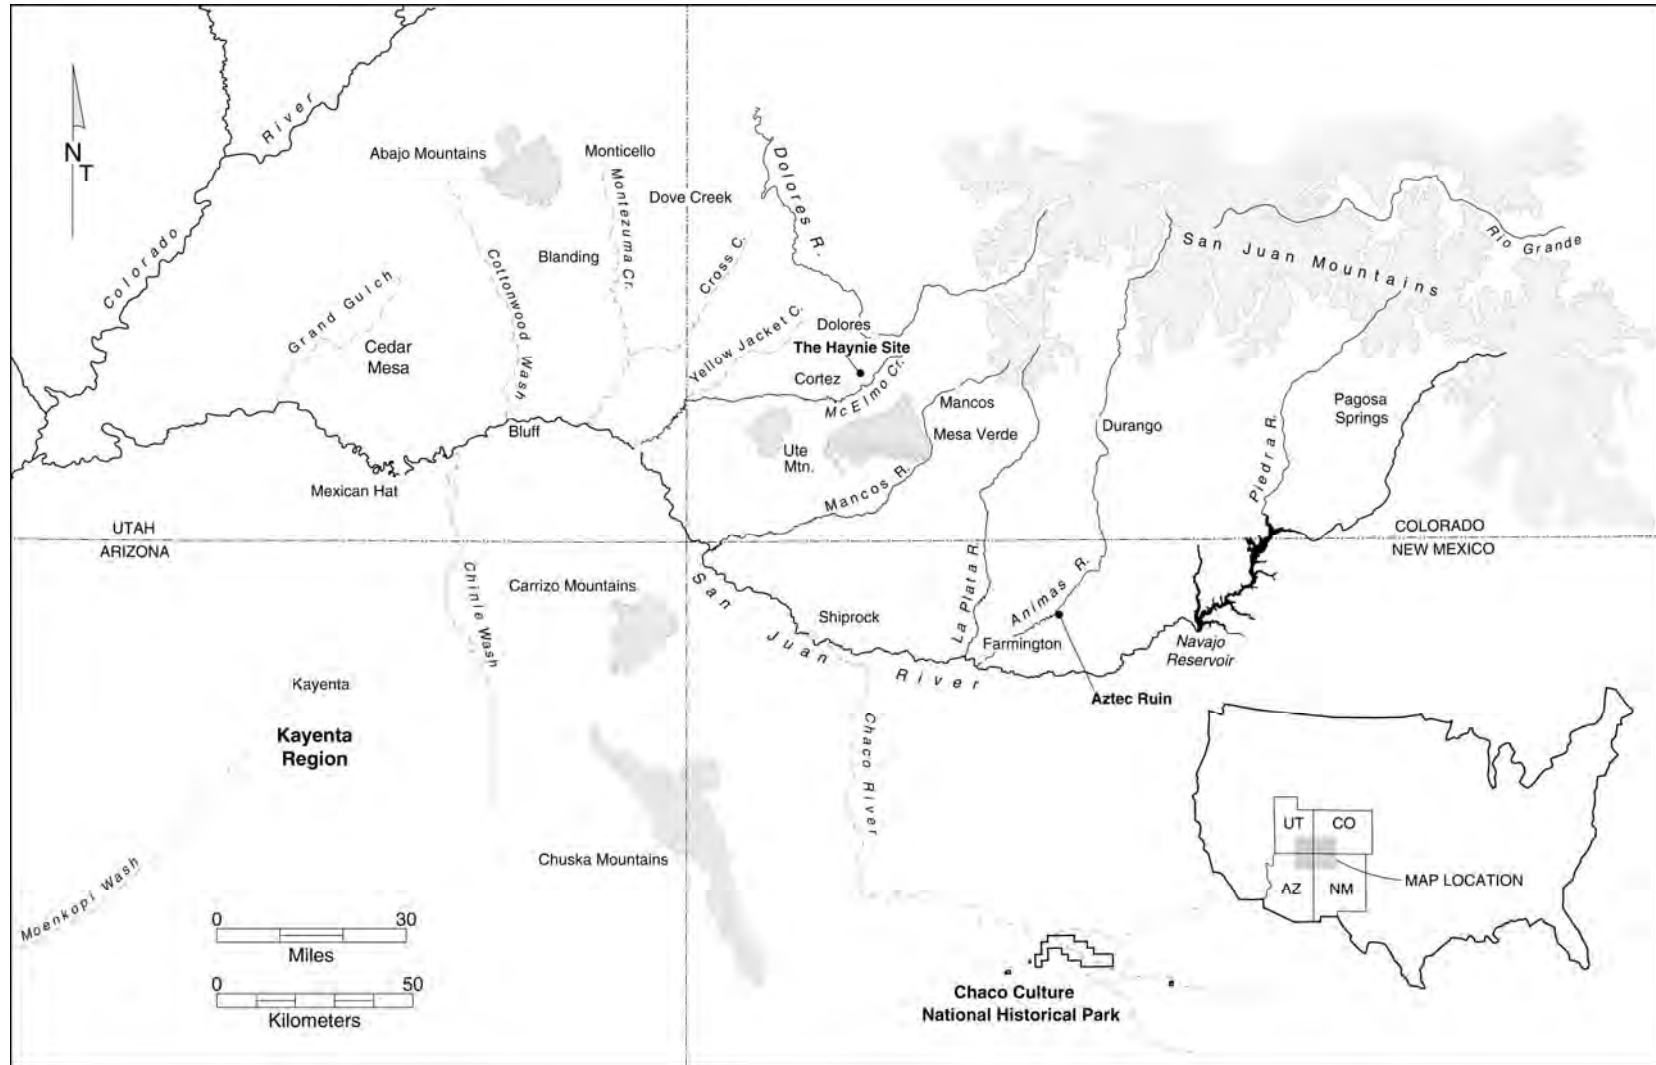 River
Abajo Mountains
Monticello
N
T
Dolores R.
Montezuma Cr.
Dove Creek
Colorado
Rio Grande
San Juan Mountains
Cottonwood Wash
Blanding
Cross C.
Grand Gulch
Yellow Jacket C.
Dolores
The Haynie Site
Cedar
Mesa
Cortez
McElmo Cr.
Mancos
Pagosa
Springs
Bluff
Mesa Verde
Durango
Piedra R.
Ute
Mtn.
Mancos R.
Mexican Hat
UTAH
ARIZONA
COLORADO
NEW MEXICO
Chinle Wash
Carrizo Mountains
San Juan River
La Plata R.
Animas R.
Shiprock
Farmington
Navajo
Reservoir
Kayenta
Aztec Ruin
Kayenta
Region
Chaco River
UT
CO
Chuska Mountains
AZ
NM
MAP LOCATION
Moenkopi Wash
0
30
Miles
0
50
Kilometers
Chaco Culture
National Historical Park